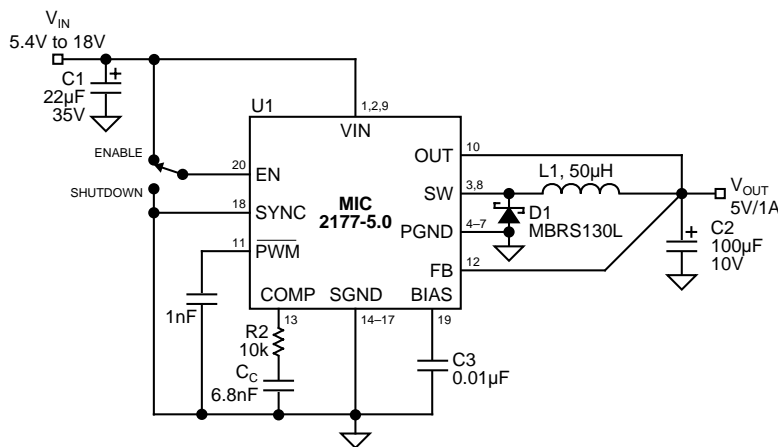 VIN
5.4V to 18V
C1
22µF
35V
+
U1
1,2,9
VIN
ENABLE
SHUTDOWN
20
EN
18
SYNC
11
PWM
MIC
2177-5.0
OUT
10
SW
3,8
PGND
4–7
FB
12
L1, 50µH
D1
MBRS130L
VOUT
5V/1A
+
C2
100µF
10V
COMP
SGND
BIAS
13
14–17
19
1nF
R2
10k
CC
6.8nF
C3
0.01µF